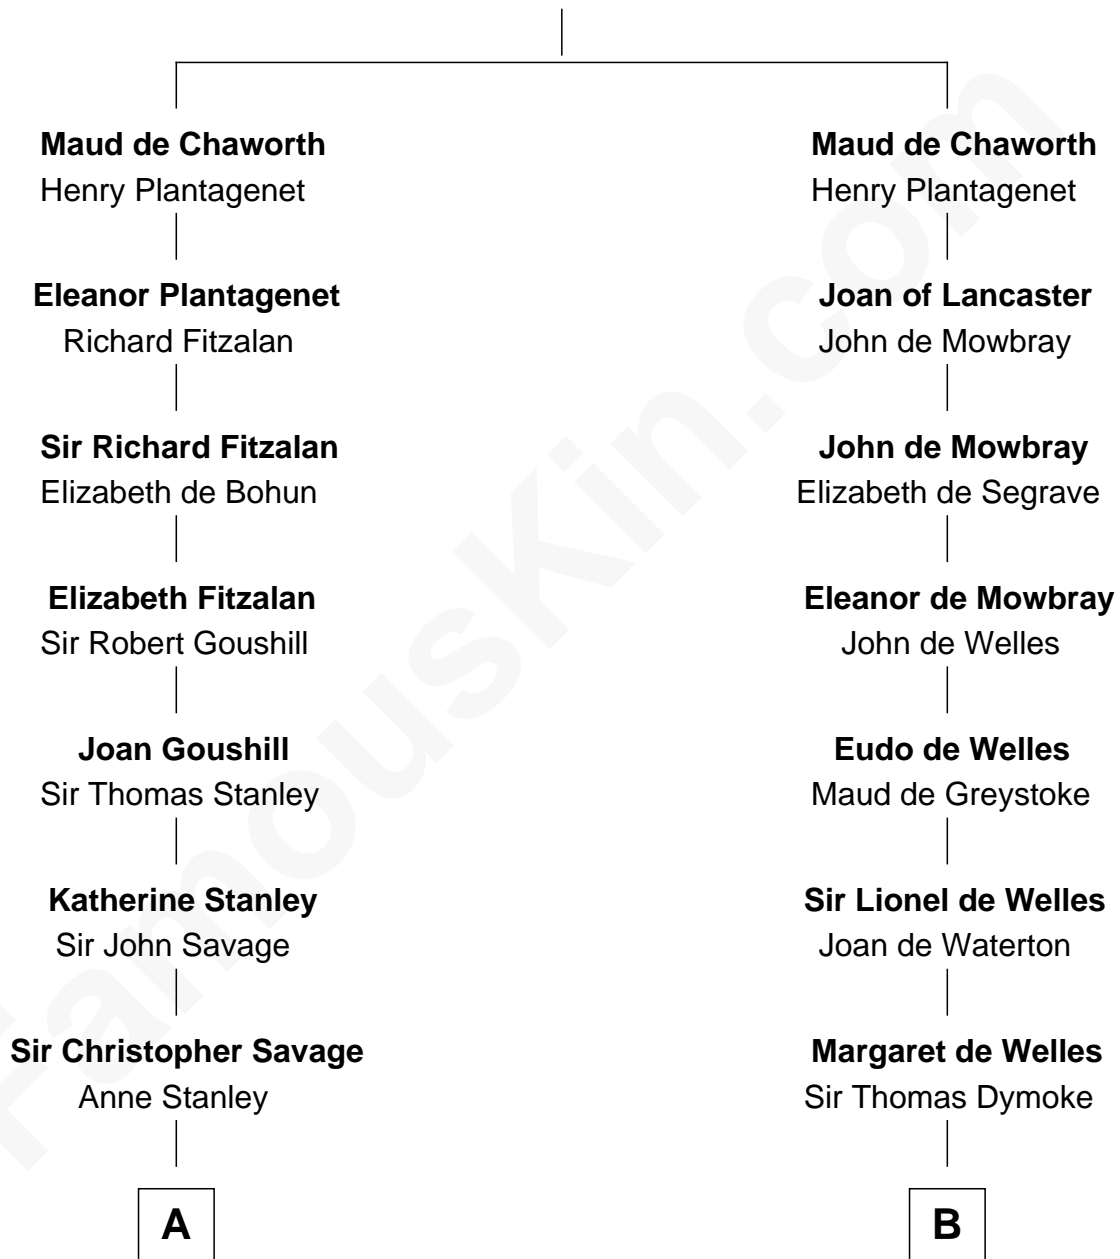 Maud de Chaworth
Henry Plantagenet
Eleanor Plantagenet
Richard Fitzalan
Sir Richard Fitzalan
Elizabeth de Bohun
Elizabeth Fitzalan
Sir Robert Goushill
Joan Goushill
Sir Thomas Stanley
Katherine Stanley
Sir John Savage
Sir Christopher Savage
Anne Stanley
A
Maud de Chaworth
Henry Plantagenet
Joan of Lancaster
John de Mowbray
John de Mowbray
Elizabeth de Segrave
Eleanor de Mowbray
John de Welles
Eudo de Welles
Maud de Greystoke
Sir Lionel de Welles
Joan de Waterton
Margaret de Welles
Sir Thomas Dymoke
B
FamousKin.com